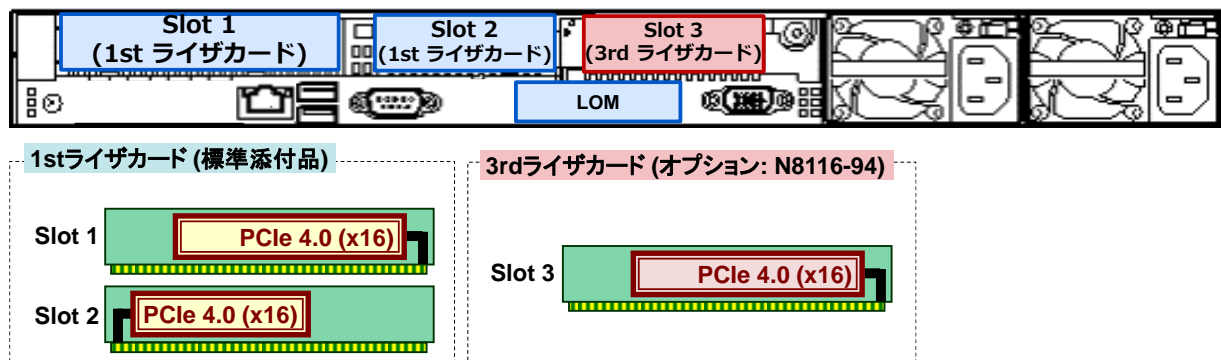 Slot 1
(1st ライザカード)
Slot 2
(1st ライザカード)
Slot 3
(3rd ライザカード)
LOM
1stライザカード (標準添付品)
Slot 1
PCIe 4.0 (x16)
Slot 2
PCIe 4.0 (x16)
3rdライザカード (オプション: N8116-94)
Slot 3
PCIe 4.0 (x16)